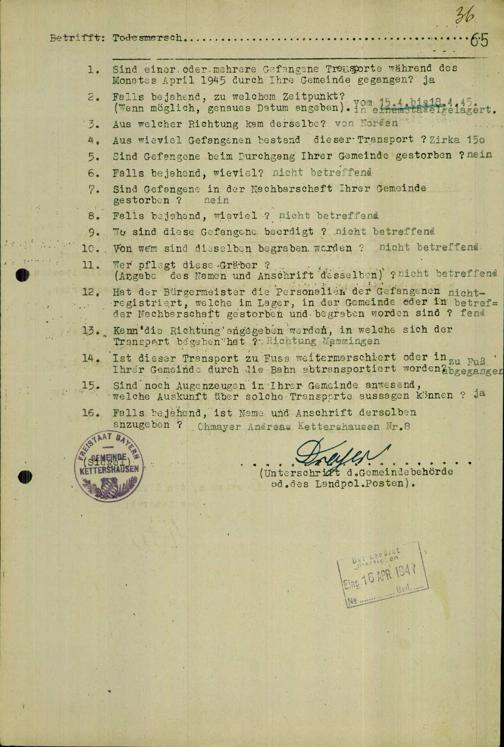 36
Betrifft: Todesmarsch.
65
1. Sind einer oder mehrere Gefangene Transporte während des
Monates April 1945 durch Ihre Gemeinde gegangen? ja
2. Falls bejahend, zu welchem Zeitpunkt?
(Wenn möglich, genaues Datum angeben). vom 15.4. bis 18.4.45.
in einem Stadel gelagert.
3. Aus welcher Richtung kam derselbe? von Norden
4. Aus wieviel Gefangenen bestand dieser Transport ? Zirka 15o
5. Sind Gefangene beim Durchgang Ihrer Gemeinde gestorben ? nein
6. Falls bejahend, wieviel? nicht betreffend
7. Sind Gefangene in der Nachbarschaft Ihrer Gemeinde
gestorben ? nein
8. Falls bejahend, wieviel ? nicht betreffend
9. Wo sind diese Gefangene beerdigt ? nicht betreffend
10. Von wem sind dieselben begraben worden ? nicht betreffend
11. Wer pflegt diese Gräber ?
(Angabe des Namen und Anschrift desselben) ? nicht betreffend
12. Hat der Bürgermeister die Personalien der Gefangenen nicht-
registriert, welche im Lager, in der Gemeinde oder in betref=
der Nachbarschaft gestorben und begraben worden sind ? fend
13. Kann die Richtung angegeben werden, in welche sich der
Transport begeben hat ? Richtung Memmingen
14. Ist dieser Transport zu Fuss weitermarschiert oder in zu Fuß
Ihrer Gemeinde durch die Bahn abtransportiert worden? abgegangen
15. Sind noch Augenzeugen in Ihrer Gemeinde anwesend,
welche Auskunft über solche Transporte aussagen können ? ja
16. Falls bejahend, ist Name und Anschrift derselben
anzugeben ? Ohmayer Andreas Kettershausen Nr.8
FREISTAAT BAYERN
GEMEINDE
(Siegel)
KETTERSHAUSEN
(Unterschrift d.Gemeindebehörde
od.des Landpol.Posten).
Der Landrat
Eing. 16 APR. 1947
Nr. Beil.